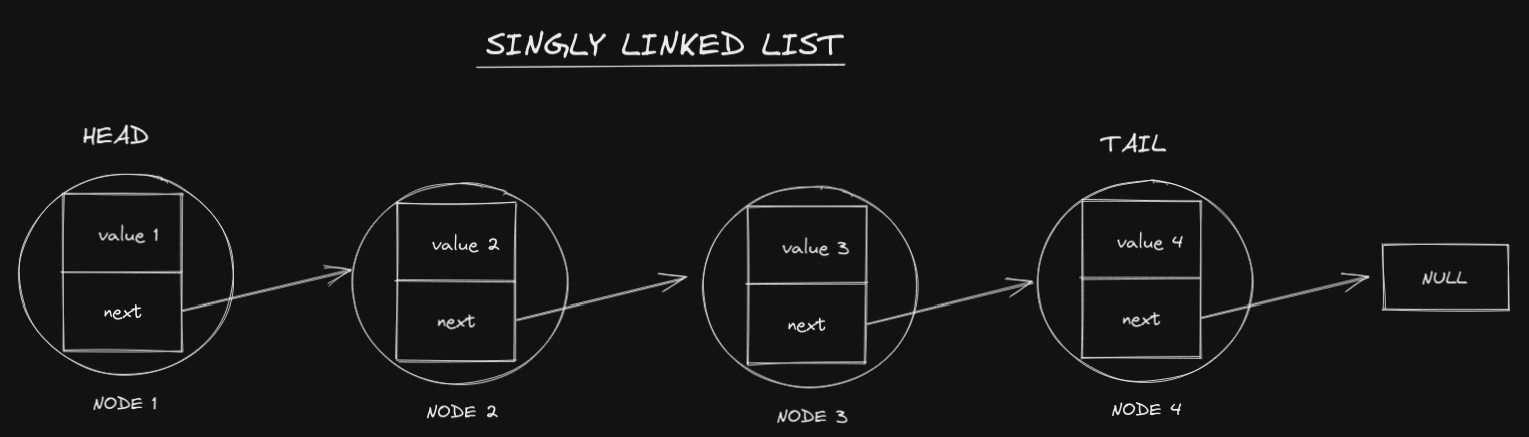 SINGLY LINKED LIST
HEAD
TAIL
value 1
value 2
value 3
value 4
next
next
next
next
NULL
NODE 1
NODE 2
NODE 3
NODE 4